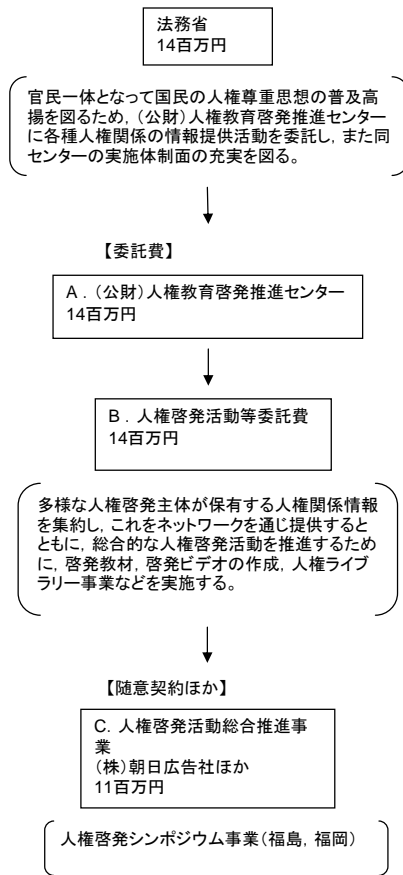 法務省
14百万円
官民一体となって国民の人権尊重思想の普及高
揚を図るため，（公財）人権教育啓発推進センター
に各種人権関係の情報提供活動を委託し，また同
センターの実施体制面の充実を図る。
【委託費】
A．（公財）人権教育啓発推進センター
14百万円
B．人権啓発活動等委託費
14百万円
多様な人権啓発主体が保有する人権関係情報
を集約し，これをネットワークを通じ提供すると
ともに，総合的な人権啓発活動を推進するため
に，啓発教材，啓発ビデオの作成，人権ライブ
ラリー事業などを実施する。
【随意契約ほか】
C．人権啓発活動総合推進事
業
（株）朝日広告社ほか
11百万円
人権啓発シンポジウム事業（福島，福岡）